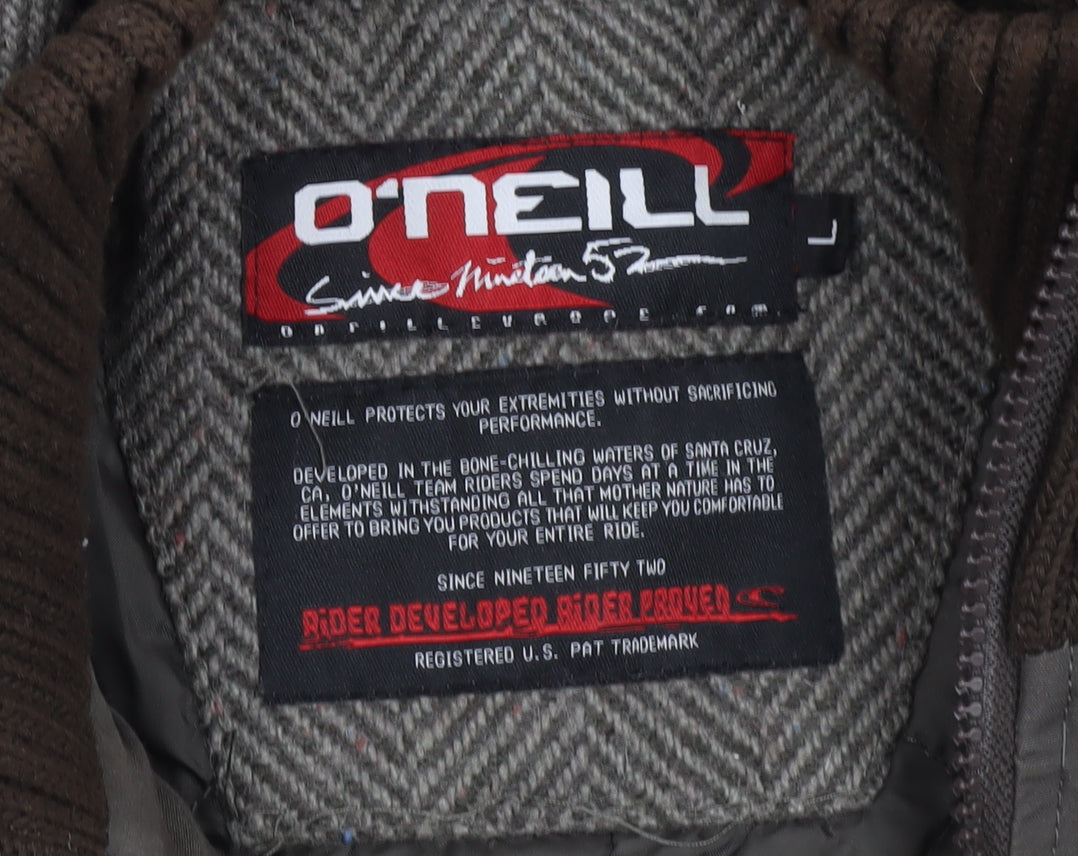 O'NEILL
Since Nineteen 52
L
ONEILLEUROPE.COM
O'NEILL PROTECTS YOUR EXTREMITIES WITHOUT SACRIFICING
PERFORMANCE.
DEVELOPED IN THE BONE-CHILLING WATERS OF SANTA CRUZ,
CA, O'NEILL TEAM RIDERS SPEND DAYS AT A TIME IN THE
ELEMENTS WITHSTANDING ALL THAT MOTHER NATURE HAS TO
OFFER TO BRING YOU PRODUCTS THAT WILL KEEP YOU COMFORTABLE
FOR YOUR ENTIRE RIDE.
SINCE NINETEEN FIFTY TWO
RiDER DEVELOPED RiDER PROVED
REGISTERED U.S. PAT TRADEMARK